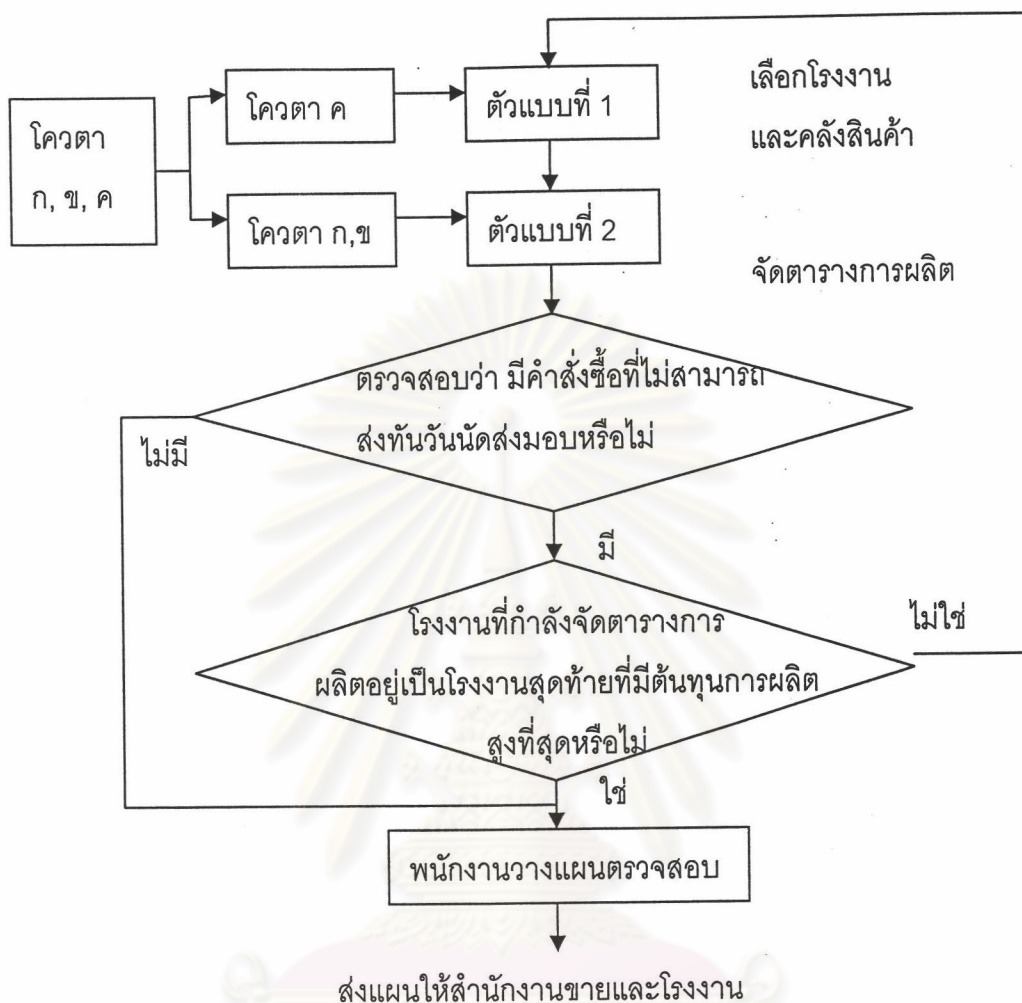 โควตา
ก, ข, ค
โควตา ค
ตัวแบบที่ 1
เลือกโรงงาน
และคลังสินค้า
โควตา ก,ข
ตัวแบบที่ 2
จัดตารางการผลิต
ตรวจสอบว่า มีคำสั่งซื้อที่ไม่สามารถ
ส่งทันวันนัดส่งมอบหรือไม่
ไม่มี
มี
โรงงานที่กำลังจัดตารางการ
ผลิตอยู่เป็นโรงงานสุดท้ายที่มีต้นทุนการผลิต
สูงที่สุดหรือไม่
ไม่ใช่
ใช่
พนักงานวางแผนตรวจสอบ
ส่งแผนให้สำนักงานขายและโรงงาน